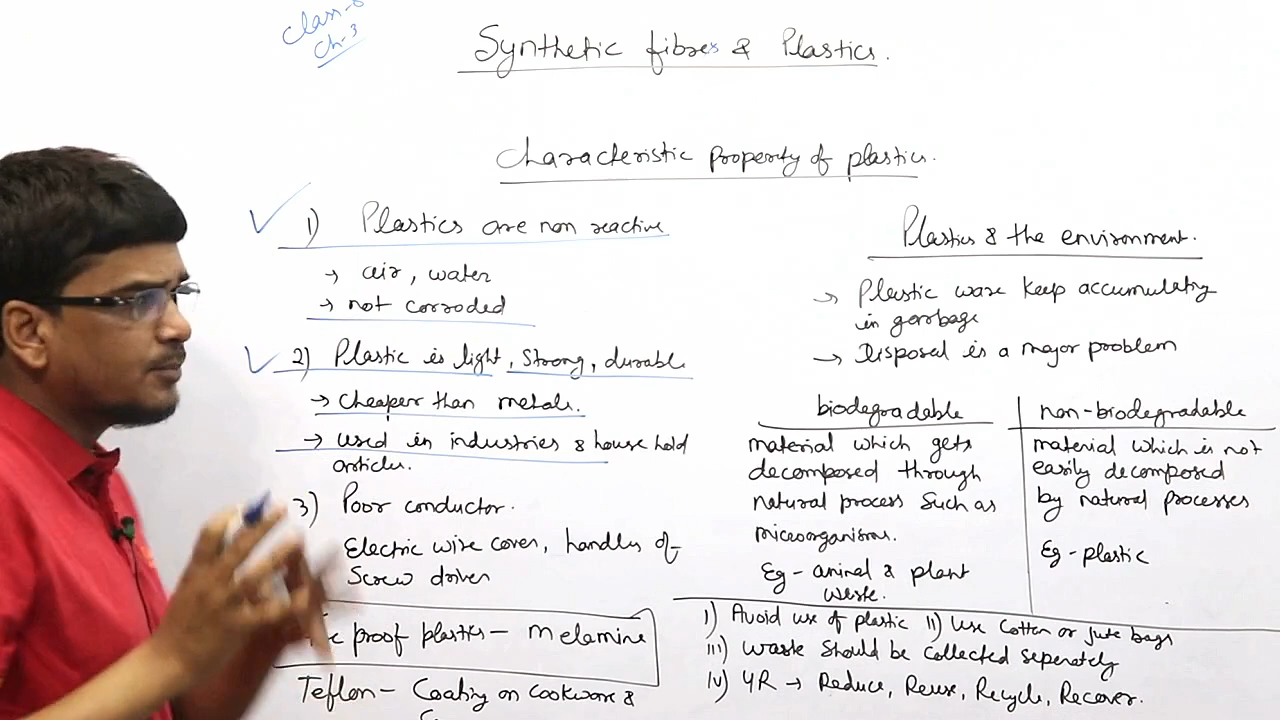 Class-8
Ch-3
Synthetic fibres & Plastics.
Characteristic property of plastics.
1) Plastics are non reactive
→ air, water
→ not corroded
2) Plastic is light, Strong, durable
→ Cheaper than metals.
→ used in industries & house hold
articles.
3) Poor conductor.
Electric wire cover, handles of
Screw driver
proof plastics - Melamine
Teflon - Coating on cookware &
Plastics & the environment.
→ Plastic ware keep accumulating
in garbage
→ Disposal is a major problem
biodegradable
material which gets
decomposed through
natural process such as
microorganisms.
Eg - animal & plant
waste.
non-biodegradable
material which is not
easily decomposed
by natural processes
Eg - plastic
I) Avoid use of plastic II) Use Cotton or jute bags
III) Waste should be collected seperately
IV) 4R → Reduce, Reuse, Recycle, Recover.